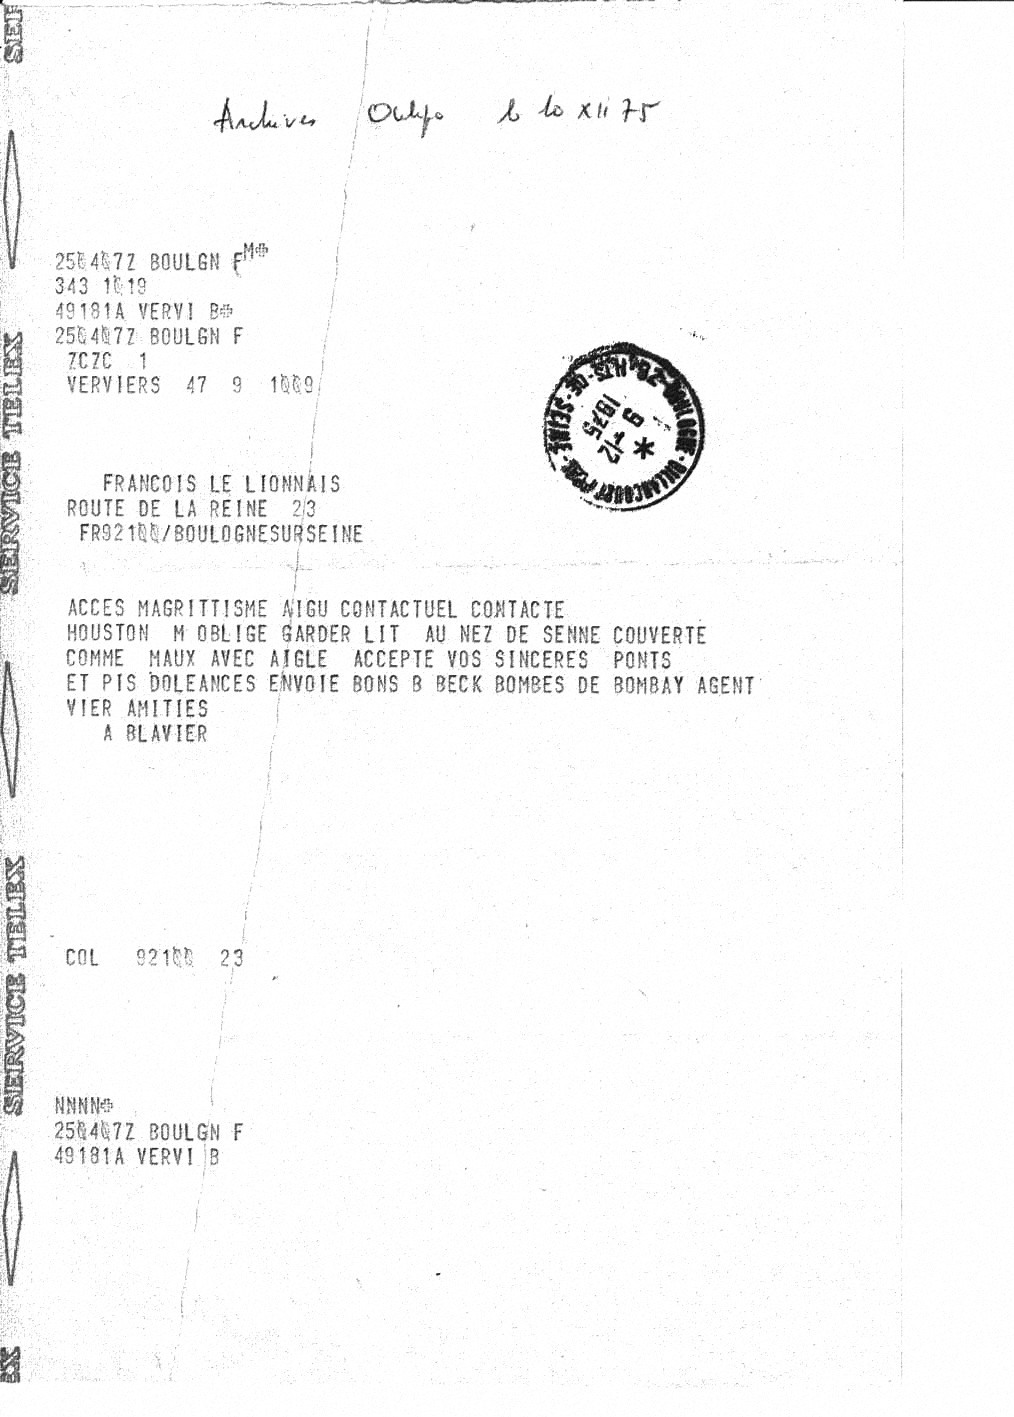 Archives Oulipo le 10 XII 75
250407Z BOULGN F M✠
343 1019
49181A VERVI B✠
250407Z BOULGN F
ZCZC 1
VERVIERS 47 9 1009
BOULOGNE-BILLANCOURT PPAL
HTS-DE-SEINE
9 -12
1975
FRANCOIS LE LIONNAIS
ROUTE DE LA REINE 23
FR92100/BOULOGNESURSEINE
ACCES MAGRITTISME AIGU CONTACTUEL CONTACTE
HOUSTON M OBLIGE GARDER LIT AU NEZ DE SENNE COUVERTE
COMME MAUX AVEC AIGLE ACCEPTE VOS SINCERES PONTS
ET PIS DOLEANCES ENVOIE BONS B BECK BOMBES DE BOMBAY AGENT
VIER AMITIES
A BLAVIER
COL 92100 23
NNNN✠
250407Z BOULGN F
49181A VERVI B
SERVICE TELEX
SERVICE TELEX